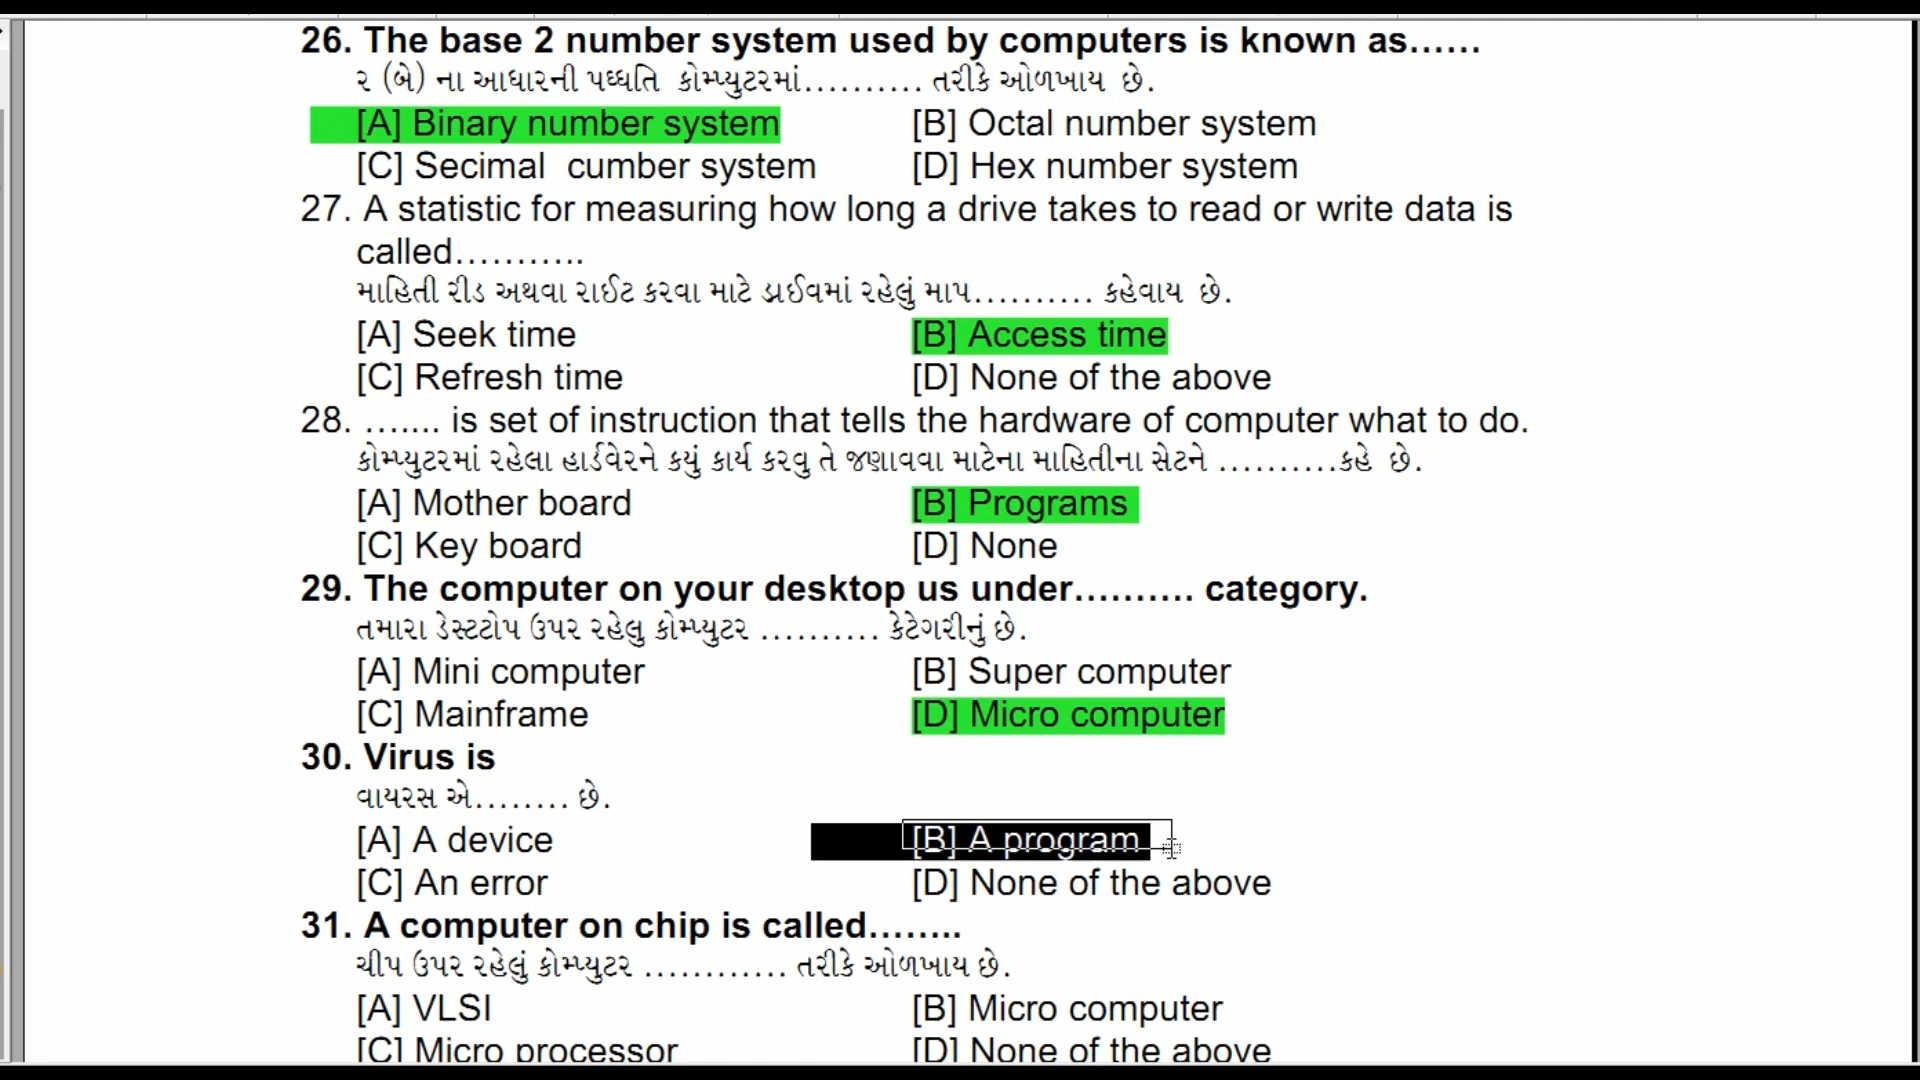 26. The base 2 number system used by computers is known as……
૨ (બે) ના આધારની પધ્ધતિ કોમ્પ્યુટરમાં.......... તરીકે ઓળખાય છે.
[A] Binary number system [B] Octal number system
[C] Secimal cumber system [D] Hex number system
27. A statistic for measuring how long a drive takes to read or write data is
called………..
માહિતી રીડ અથવા રાઈટ કરવા માટે ડ્રાઈવમાં રહેલું માપ.......... કહેવાય છે.
[A] Seek time [B] Access time
[C] Refresh time [D] None of the above
28. ….... is set of instruction that tells the hardware of computer what to do.
કોમ્પ્યુટરમાં રહેલા હાર્ડવેરને કયું કાર્ય કરવુ તે જણાવવા માટેના માહિતીના સેટને ..........કહે છે.
[A] Mother board [B] Programs
[C] Key board [D] None
29. The computer on your desktop us under………. category.
તમારા ડેસ્ટટોપ ઉપર રહેલુ કોમ્પ્યુટર .......... કેટેગરીનું છે.
[A] Mini computer [B] Super computer
[C] Mainframe [D] Micro computer
30. Virus is
વાયરસ એ........ છે.
[A] A device [B] A program
[C] An error [D] None of the above
31. A computer on chip is called……..
ચીપ ઉપર રહેલું કોમ્પ્યુટર ............ તરીકે ઓળખાય છે.
[A] VLSI [B] Micro computer
[C] Micro processor [D] None of the above